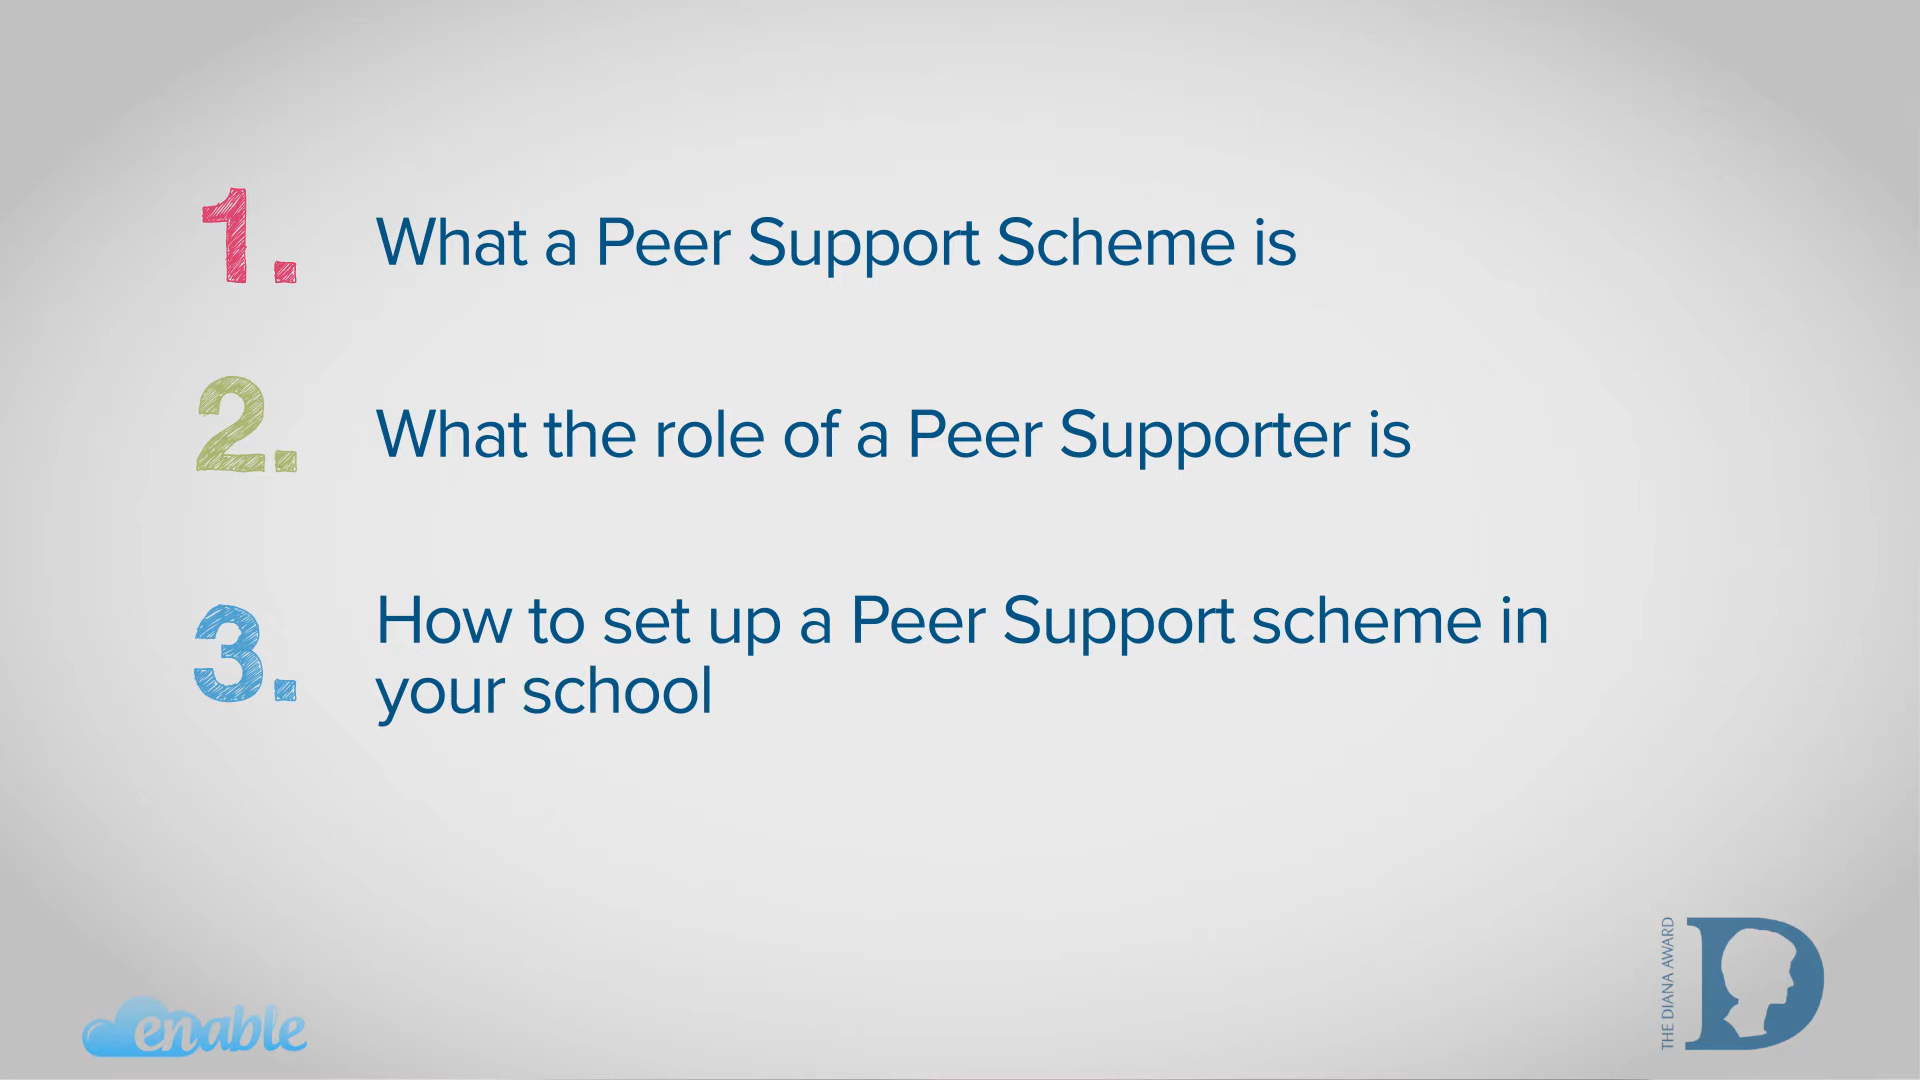 1. What a Peer Support Scheme is
2. What the role of a Peer Supporter is
3. How to set up a Peer Support scheme in
your school
enable
THE DIANA AWARD
D